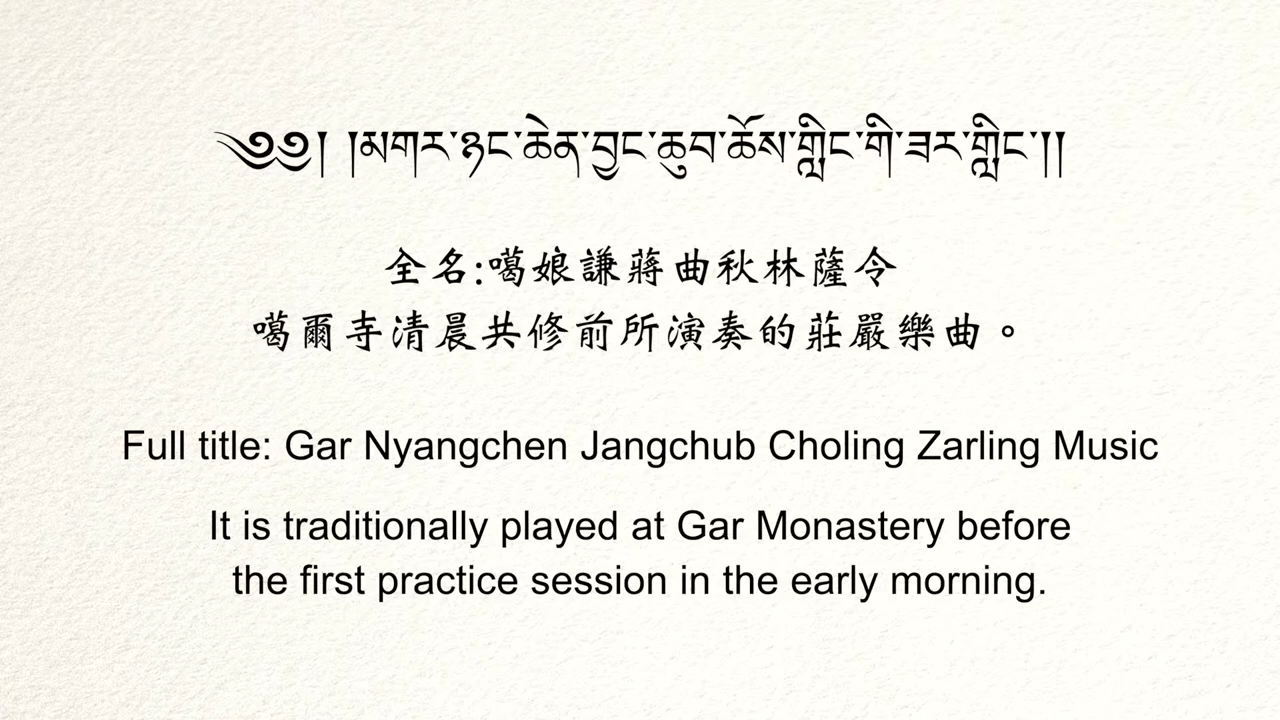 ༄༅། །མགར་ཉང་ཆེན་བྱང་ཆུབ་ཆོས་གླིང་གི་ཟར་གླིང་།།
全名:噶娘謙蔣曲秋林薩令
噶爾寺清晨共修前所演奏的莊嚴樂曲。
Full title: Gar Nyangchen Jangchub Choling Zarling Music
It is traditionally played at Gar Monastery before
the first practice session in the early morning.